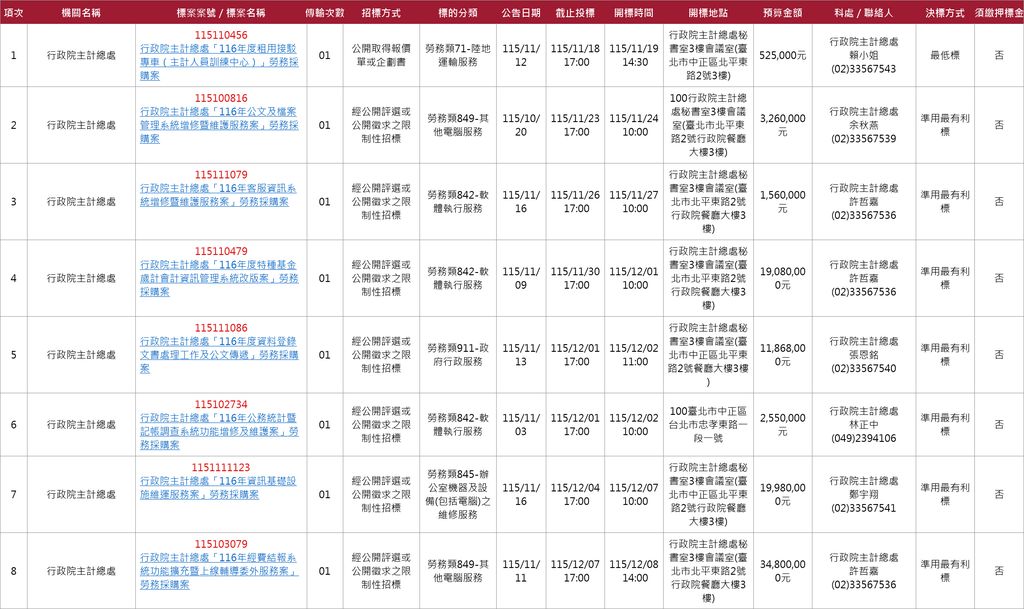 項次 機關名稱 標案案號 / 標案名稱 傳輸次數 招標方式 標的分類 公告日期 截止投標 開標時間 開標地點 預算金額 科處 / 聯絡人 決標方式 須繳押標金
1
行政院主計總處
115110456
行政院主計總處「116年度租用接駁
專車（主計人員訓練中心）」勞務採
購案
01
公開取得報價
單或企劃書
勞務類71-陸地
運輸服務
115/11/
12
115/11/18
17:00
115/11/19
14:30
行政院主計總處秘
書室3樓會議室(臺
北市中正區北平東
路2號3樓)
525,000元
行政院主計總處
賴小姐
(02)33567543
最低標
否
2
行政院主計總處
115100816
行政院主計總處「116年公文及檔案
管理系統增修暨維護服務案」勞務採
購案
01
經公開評選或
公開徵求之限
制性招標
勞務類849-其
他電腦服務
115/10/
20
115/11/23
17:00
115/11/24
10:00
100行政院主計總
處秘書室3樓會議
室(臺北市北平東
路2號行政院餐廳
大樓3樓)
3,260,000
元
行政院主計總處
余秋燕
(02)33567539
準用最有利
標
否
3
行政院主計總處
115111079
行政院主計總處「116年客服資訊系
統增修暨維護服務案」勞務採購案
01
經公開評選或
公開徵求之限
制性招標
勞務類842-軟
體執行服務
115/11/
16
115/11/26
17:00
115/11/27
10:00
行政院主計總處秘
書室3樓會議室(臺
北市北平東路2號
行政院餐廳大樓3
樓)
1,560,000
元
行政院主計總處
許哲嘉
(02)33567536
準用最有利
標
否
4
行政院主計總處
115110479
行政院主計總處「116年度特種基金
歲計會計資訊管理系統改版案」勞務
採購案
01
經公開評選或
公開徵求之限
制性招標
勞務類842-軟
體執行服務
115/11/
09
115/11/30
17:00
115/12/01
10:00
行政院主計總處秘
書室3樓會議室(臺
北市北平東路2號
行政院餐廳大樓3
樓)
19,080,00
0元
行政院主計總處
許哲嘉
(02)33567536
準用最有利
標
否
5
行政院主計總處
115111086
行政院主計總處「116年度資料登錄
文書處理工作及公文傳遞」勞務採購
案
01
經公開評選或
公開徵求之限
制性招標
勞務類911-政
府行政服務
115/11/
13
115/12/01
17:00
115/12/02
11:00
行政院主計總處秘
書室3樓會議室(臺
北市中正區北平東
路2號餐廳大樓3樓
)
11,868,00
0元
行政院主計總處
張恩銘
(02)33567540
準用最有利
標
否
6
行政院主計總處
115102734
行政院主計總處「116年公務統計暨
記帳調查系統功能增修及維護案」勞
務採購案
01
經公開評選或
公開徵求之限
制性招標
勞務類842-軟
體執行服務
115/11/
03
115/12/01
17:00
115/12/02
10:00
100臺北市中正區
台北市忠孝東路一
段一號
2,550,000
元
行政院主計總處
林正中
(049)2394106
準用最有利
標
否
7
行政院主計總處
1151111123
行政院主計總處「116年資訊基礎設
施維運服務案」勞務採購案
01
經公開評選或
公開徵求之限
制性招標
勞務類845-辦
公室機器及設
備(包括電腦)之
維修服務
115/11/
16
115/12/04
17:00
115/12/07
10:00
行政院主計總處秘
書室3樓會議室(臺
北市中正區北平東
路2號行政院餐廳
大樓3樓)
19,980,00
0元
行政院主計總處
鄭宇翔
(02)33567541
準用最有利
標
否
8
行政院主計總處
115103079
行政院主計總處「116年經費結報系
統功能擴充暨上線輔導委外服務案」
勞務採購案
01
經公開評選或
公開徵求之限
制性招標
勞務類849-其
他電腦服務
115/11/
11
115/12/07
17:00
115/12/08
14:00
行政院主計總處秘
書室3樓會議室(臺
北市北平東路2號
行政院餐廳大樓3
樓)
34,800,00
0元
行政院主計總處
許哲嘉
(02)33567536
準用最有利
標
否